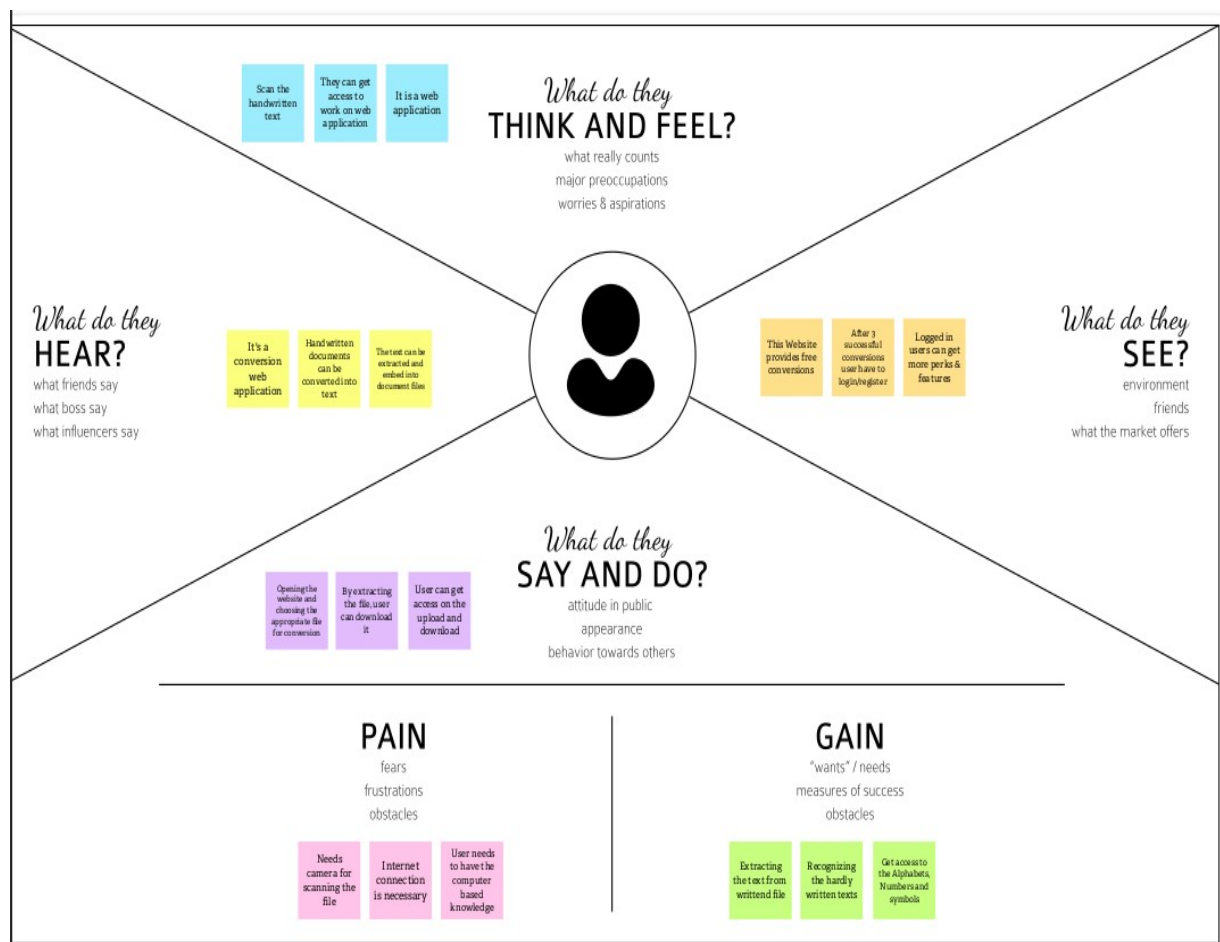 Scan the
handwritten
text
They can get
access to
work on web
application
It is a web
application
What do they
THINK AND FEEL?
what really counts
major preoccupations
worries & aspirations
What do they
HEAR?
what friends say
what boss say
what influencers say
It's a
conversion
web
application
Handwritten
documents
can be
converted into
text
The text can be
extracted and
embed into
document files
This Website
provides free
conversions
After 3
successful
conversions
user have to
login/register
Logged in
users can get
more perks &
features
What do they
SEE?
environment
friends
what the market offers
What do they
SAY AND DO?
attitude in public
appearance
behavior towards others
Opening the
website and
choosing the
appropriate file
for conversion
By extracting
the file, user
can download
it
User can get
access on the
upload and
download
PAIN
fears
frustrations
obstacles
Needs
camera for
scanning the
file
Internet
connection
is necessary
User needs
to have the
computer
based
knowledge
GAIN
"wants" / needs
measures of success
obstacles
Extracting
the text from
writtend file
Recognizing
the hardly
written texts
Get access to
the Alphabets,
Numbers and
symbols